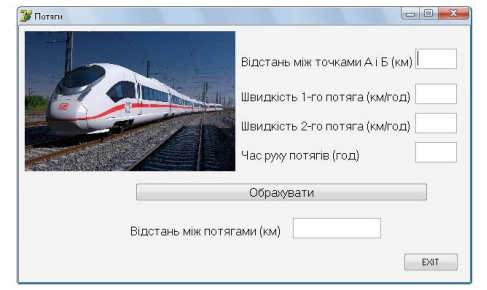 Потяги
Відстань між точками А і Б (км)
Швидкість 1-го потяга (км/год)
Швидкість 2-го потяга (км/год)
Час руху потягів (год)
Обрахувати
Відстань між потягами (км)
EXIT